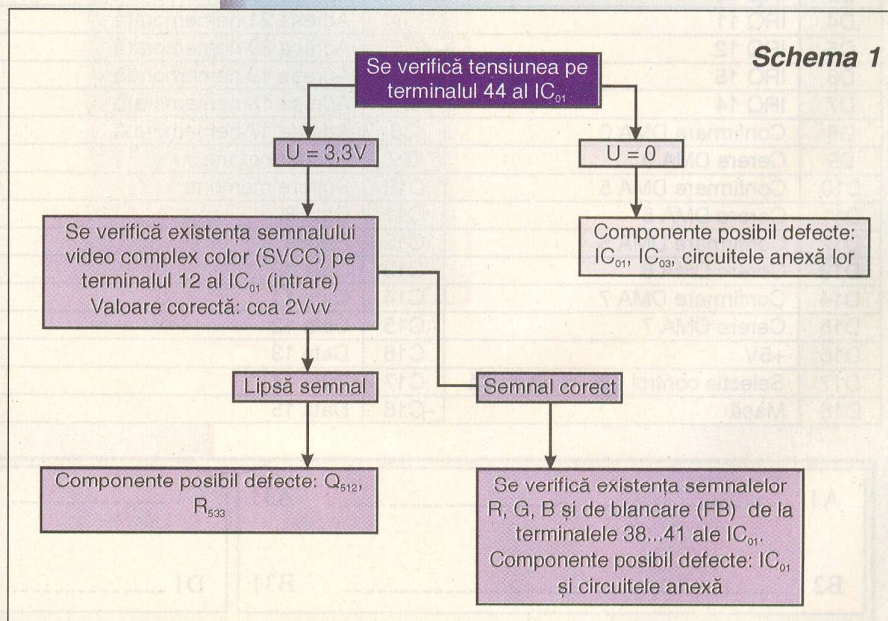 Schema 1
Se verifică tensiunea pe
terminalul 44 al IC01
U = 3,3V
U = 0
Se verifică existența semnalului
video complex color (SVCC) pe
terminalul 12 al IC01 (intrare)
Valoare corectă: cca 2Vvv
Componente posibil defecte:
IC01, IC03, circuitele anexă lor
Lipsă semnal
Semnal corect
Componente posibil defecte: Q512,
R533
Se verifică existența semnalelor
R, G, B și de blancare (FB) de la
terminalele 38...41 ale IC01.
Componente posibil defecte: IC01
și circuitele anexă